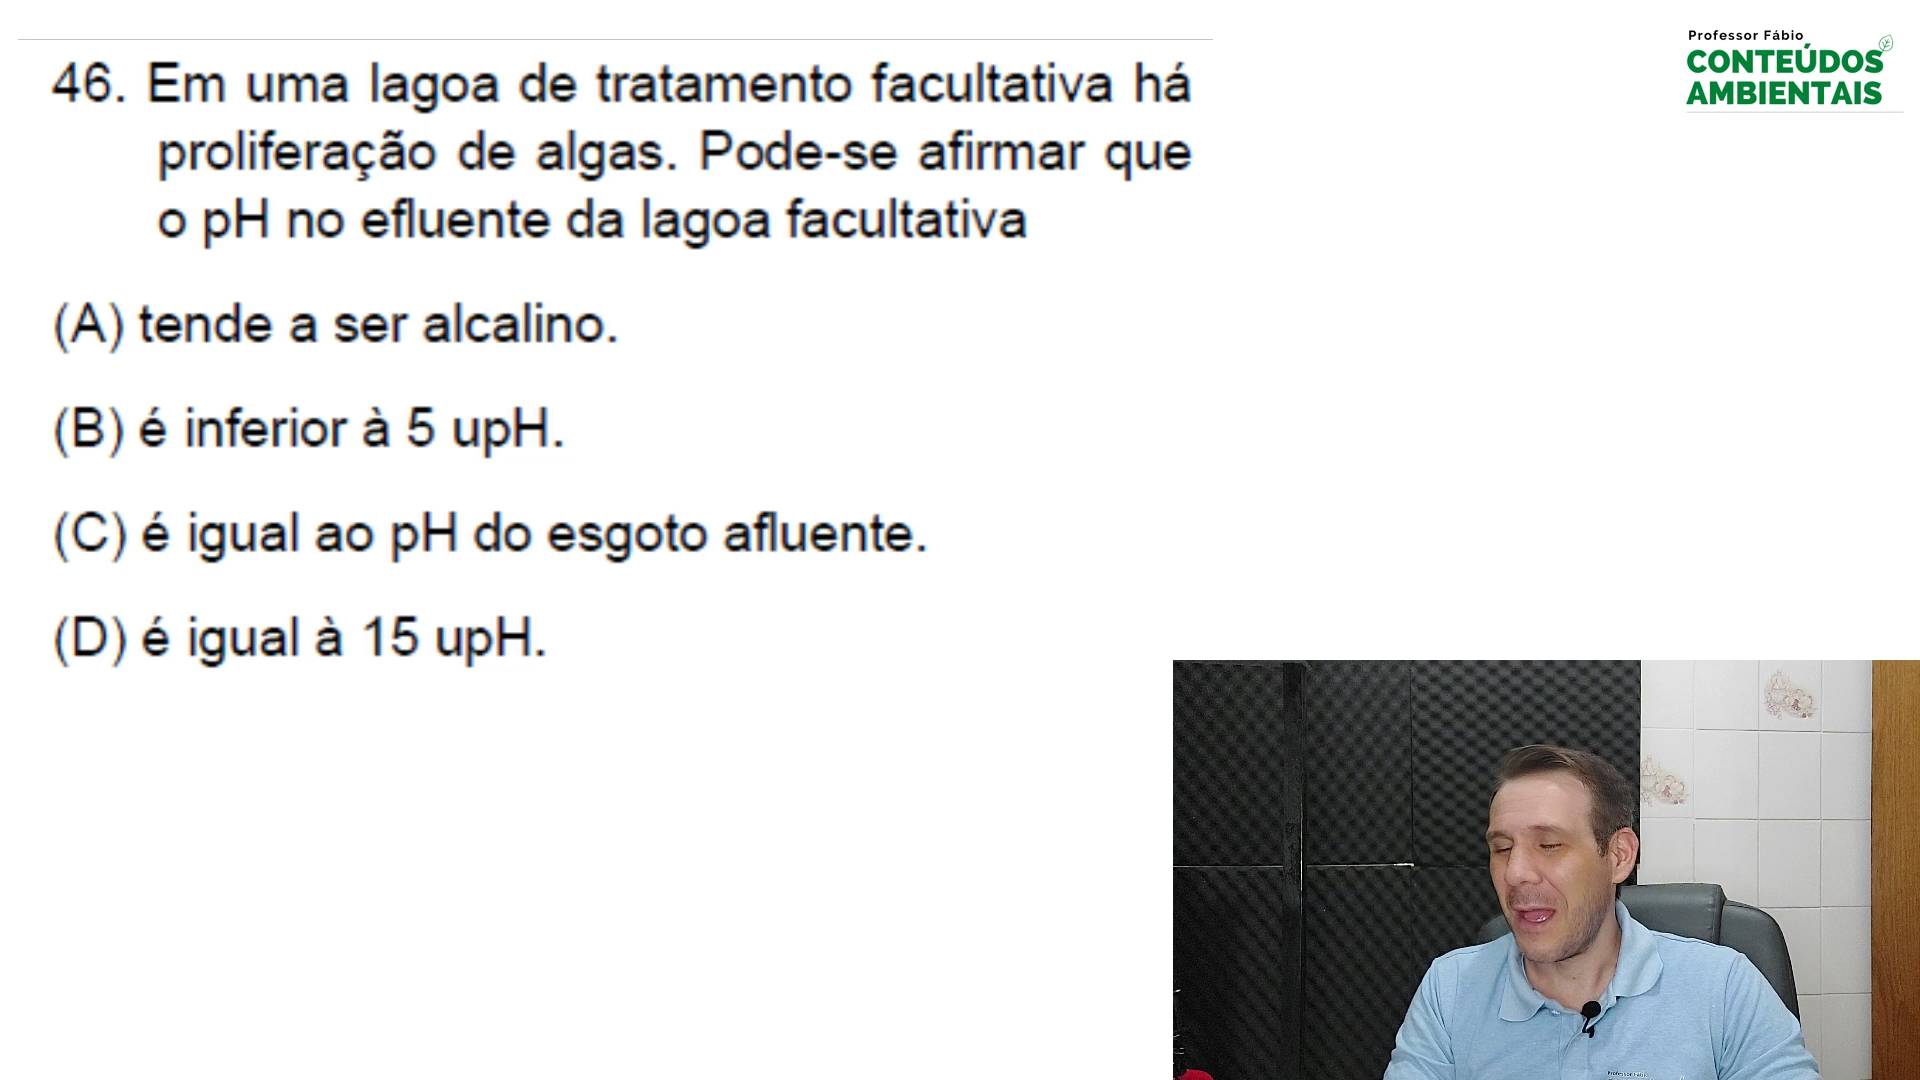 Professor Fábio
CONTEÚDOS
AMBIENTAIS
46. Em uma lagoa de tratamento facultativa há
proliferação de algas. Pode-se afirmar que
o pH no efluente da lagoa facultativa
(A) tende a ser alcalino.
(B) é inferior à 5 upH.
(C) é igual ao pH do esgoto afluente.
(D) é igual à 15 upH.
Professor Fábio